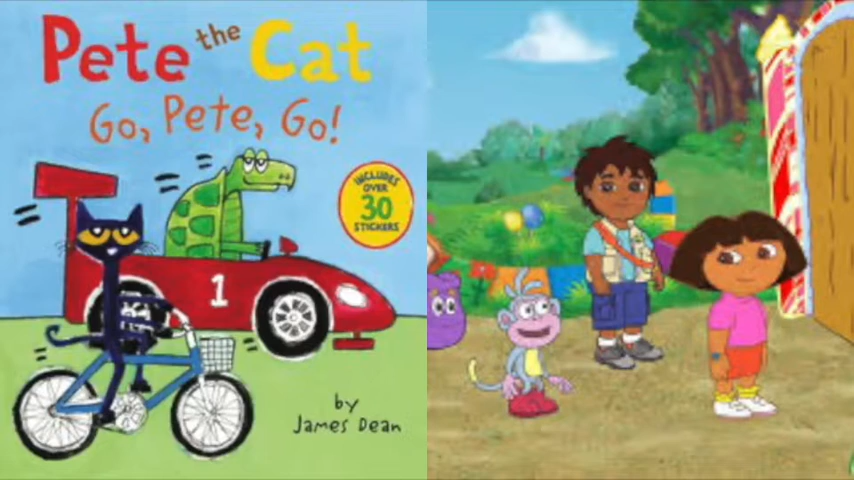 Pete the Cat
Go, Pete, Go!
INCLUDES
OVER
30
STICKERS
1
by
James Dean